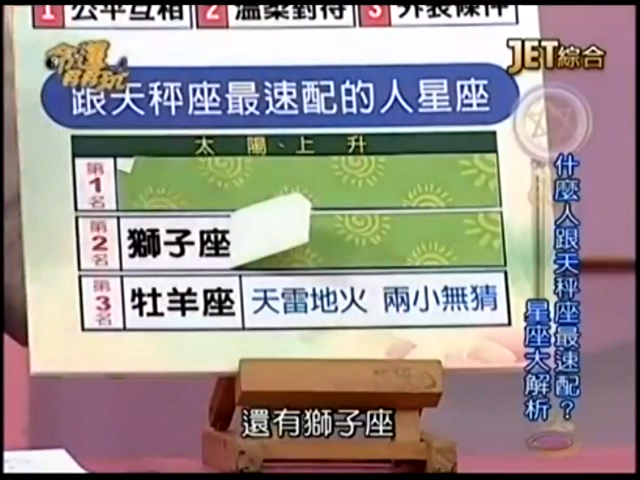 1 公平互相 2 溫柔對待 3 外表條件
命運好好玩
JET綜合
跟天秤座最速配的人星座
太陽、上升
第1名
第2名 獅子座
第3名 牡羊座 天雷地火 兩小無猜
什麼人跟天秤座最速配？
星座大解析
還有獅子座